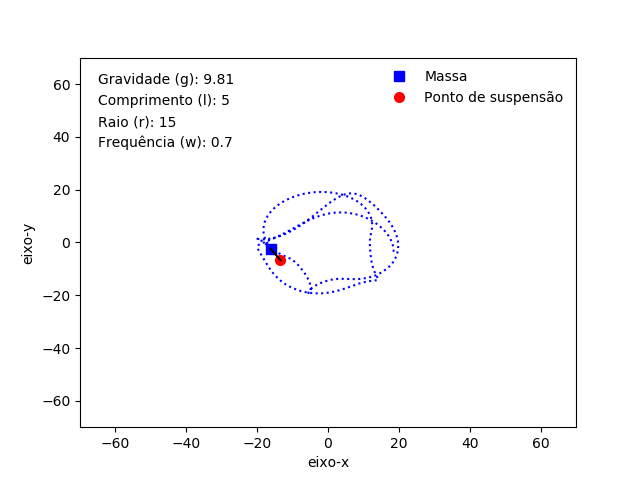 Gravidade (g): 9.81
Comprimento (l): 5
Raio (r): 15
Frequência (w): 0.7
Massa
Ponto de suspensão
60
40
20
0
−20
−40
−60
eixo-y
−60
−40
−20
0
20
40
60
eixo-x